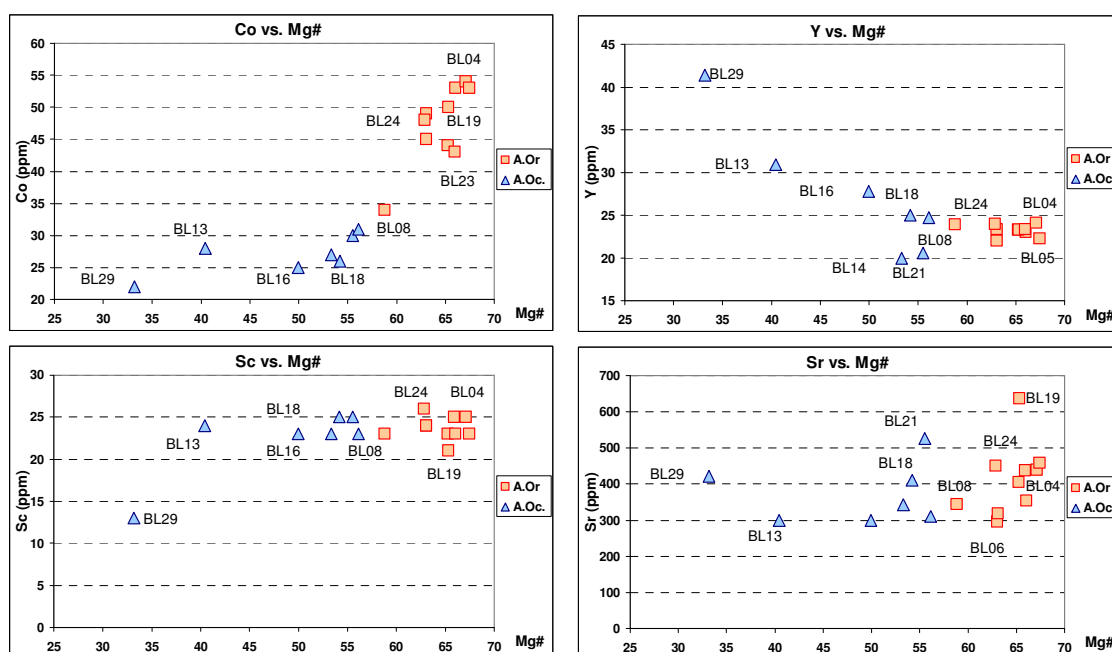 Co vs. Mg#
Co (ppm)
60
55
50
45
40
35
30
25
20
BL04
BL24
BL19
BL23
BL13
BL08
BL29
BL16
BL18
A.Or
A.Oc.
25 30 35 40 45 50 55 60 65 70
Mg#
Y vs. Mg#
Y (ppm)
45
40
35
30
25
20
15
BL29
BL13
BL16
BL18
BL24
BL04
BL08
BL05
BL14
BL21
A.Or
A.Oc.
25 30 35 40 45 50 55 60 65 70
Mg#
Sc vs. Mg#
Sc (ppm)
30
25
20
15
10
5
0
BL24
BL04
BL18
BL13
BL16
BL08
BL19
BL29
A.Or
A.Oc.
25 30 35 40 45 50 55 60 65 70
Mg#
Sr vs. Mg#
Sr (ppm)
700
600
500
400
300
200
100
0
BL19
BL21
BL24
BL18
BL29
BL08
BL04
BL13
BL06
A.Or
A.Oc.
25 30 35 40 45 50 55 60 65 70
Mg#